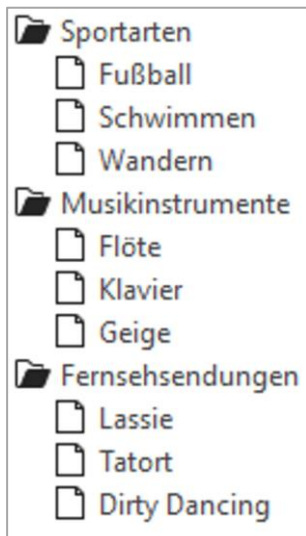 Sportarten
Fußball
Schwimmen
Wandern
Musikinstrumente
Flöte
Klavier
Geige
Fernsehsendungen
Lassie
Tatort
Dirty Dancing